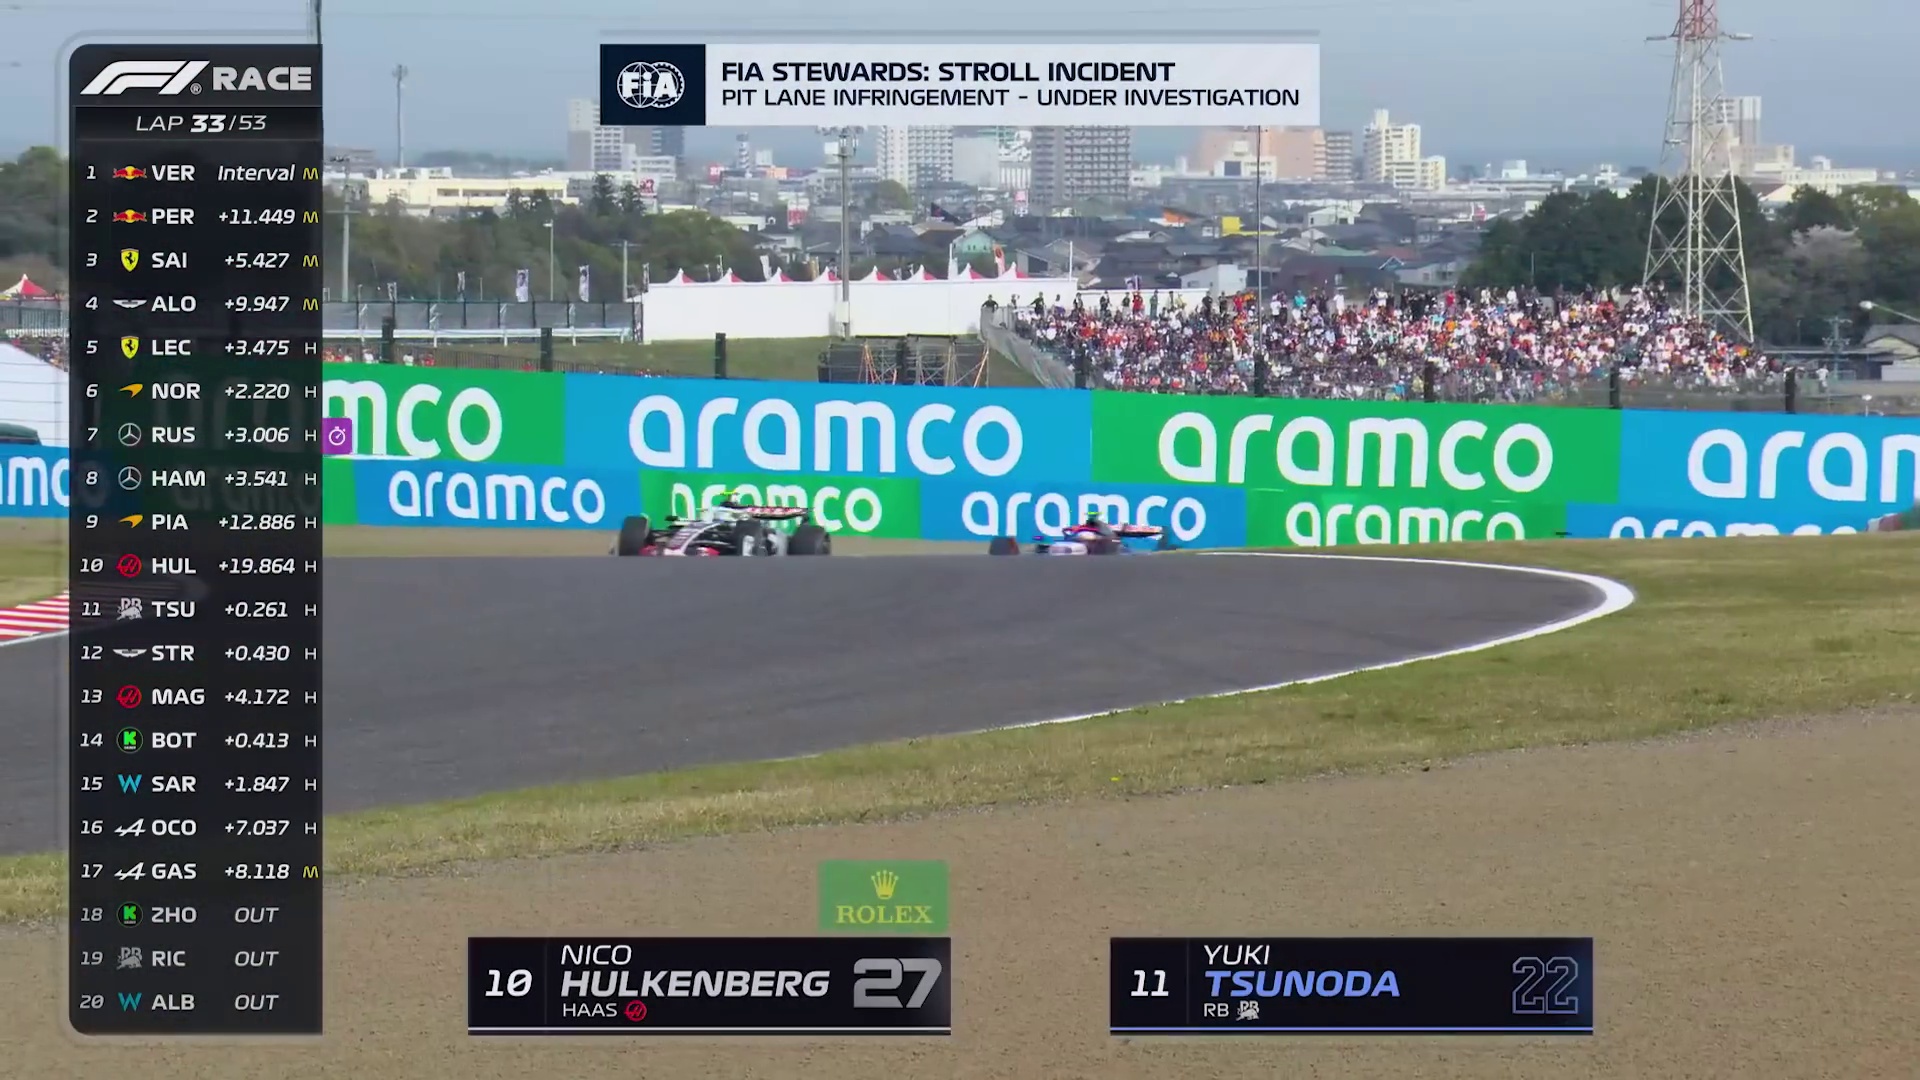 F1 RACE
LAP 33/53
1 VER Interval M
2 PER +11.449 M
3 SAI +5.427 M
4 ALO +9.947 M
5 LEC +3.475 H
6 NOR +2.220 H
7 RUS +3.006 H
8 HAM +3.541 H
9 PIA +12.886 H
10 HUL +19.864 H
11 TSU +0.261 H
12 STR +0.430 H
13 MAG +4.172 H
14 BOT +0.413 H
15 SAR +1.847 H
16 OCO +7.037 H
17 GAS +8.118 M
18 ZHO OUT
19 RIC OUT
20 ALB OUT
FIA
FIA STEWARDS: STROLL INCIDENT
PIT LANE INFRINGEMENT - UNDER INVESTIGATION
aramco aramco aramco
aramco aramco aramco aramco aramco
ROLEX
10 NICO
HULKENBERG 27
HAAS
11 YUKI
TSUNODA 22
RB